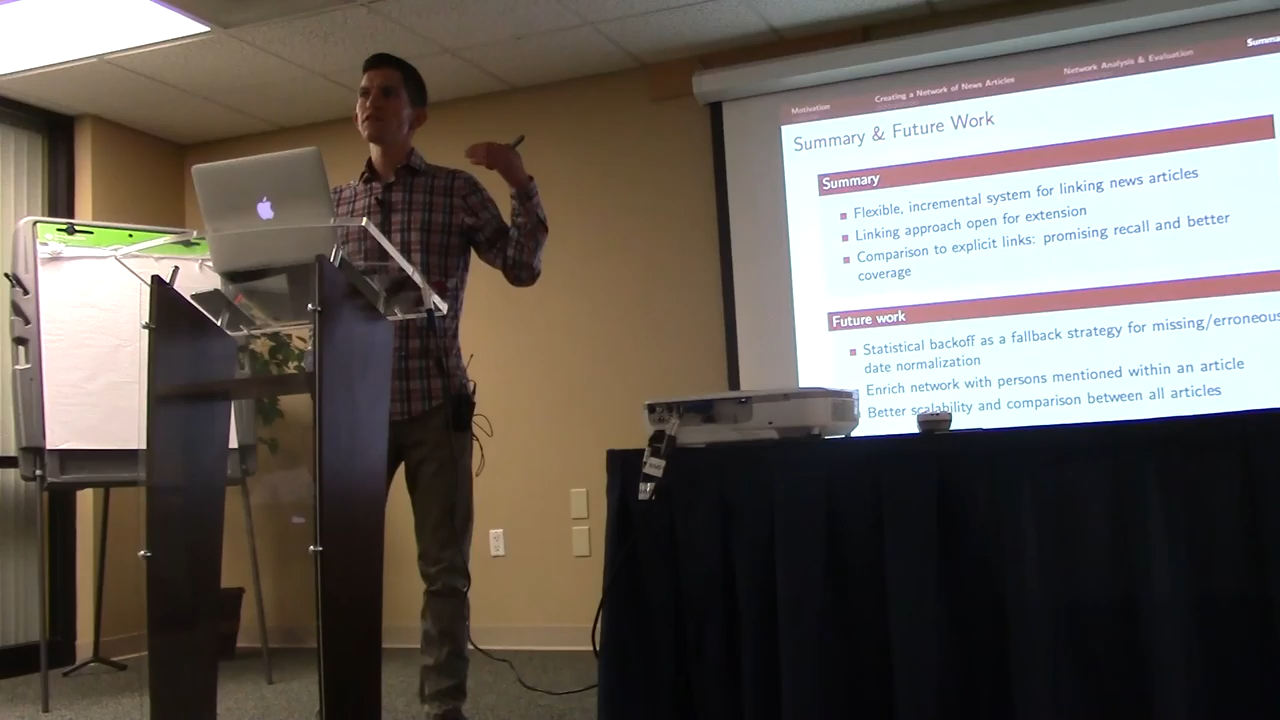 Motivation
Creating a Network of News Articles
Network Analysis & Evaluation
Summary & Future Work
Summary
Flexible, incremental system for linking news articles
Linking approach open for extension
Comparison to explicit links: promising recall and better
coverage
Future work
Statistical backoff as a fallback strategy for missing/erroneous
date normalization
Enrich network with persons mentioned within an article
Better scalability and comparison between all articles